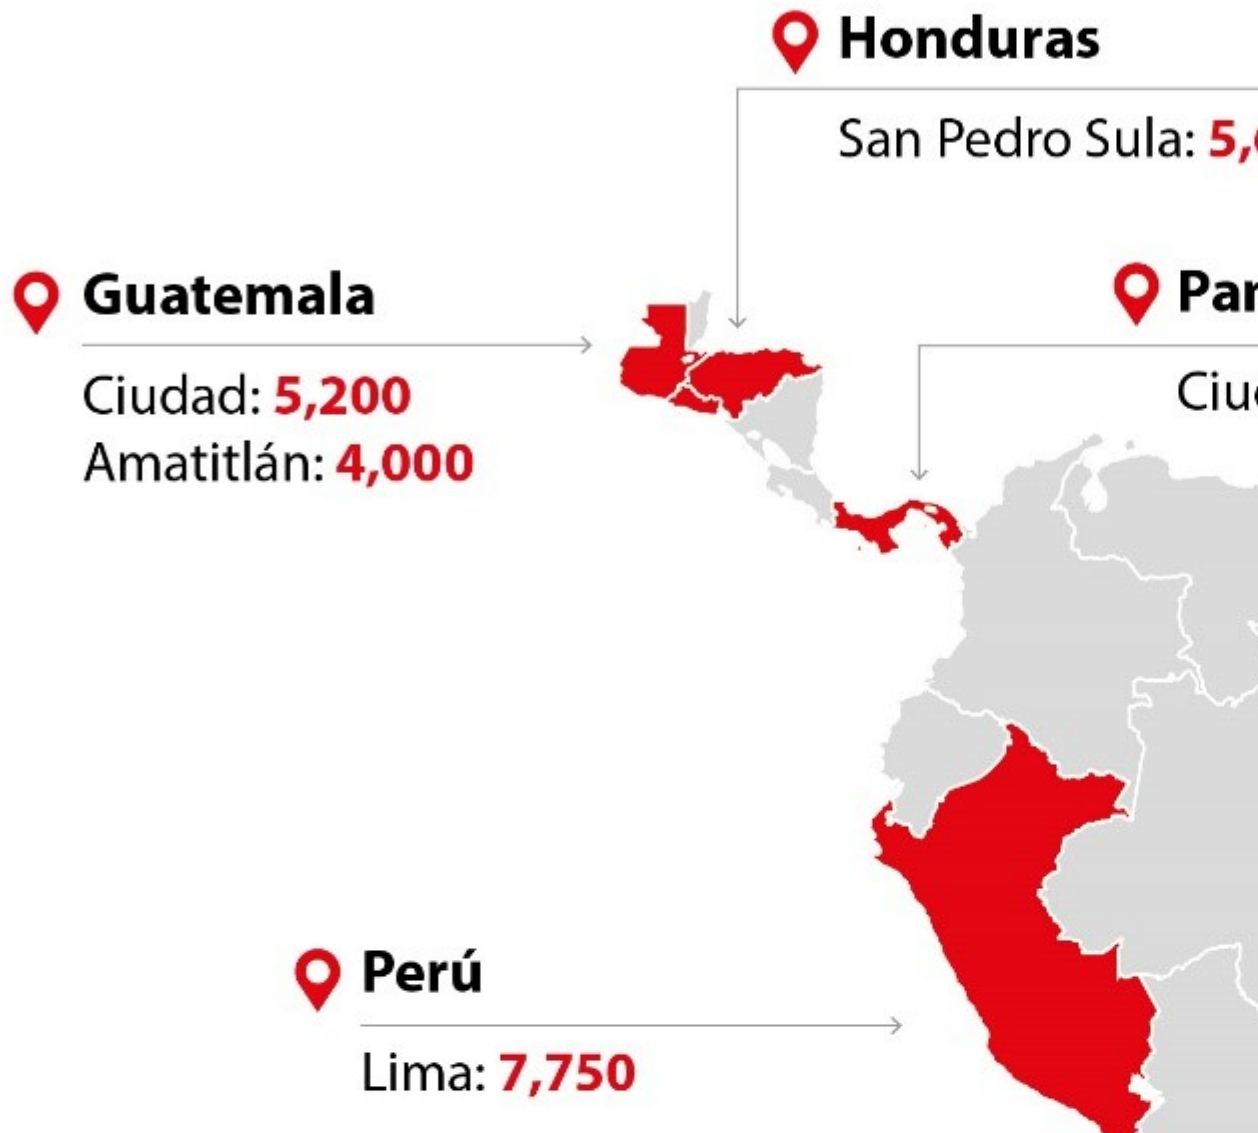 Honduras
San Pedro Sula:
Guatemala
Ciudad: 5,200
Amatitlán: 4,000
Perú
Lima: 7,750